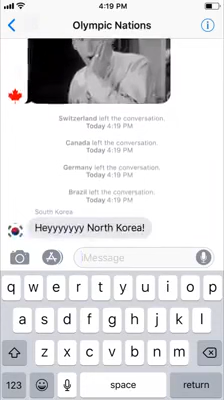 4:19 PM
Olympic Nations
Switzerland left the conversation.
Today 4:19 PM
Canada left the conversation.
Today 4:19 PM
Germany left the conversation.
Today 4:19 PM
Brazil left the conversation.
Today 4:19 PM
South Korea
Heyyyyyyy North Korea!
iMessage
q w e r t y u i o p
a s d f g h j k l
z x c v b n m
123 space return